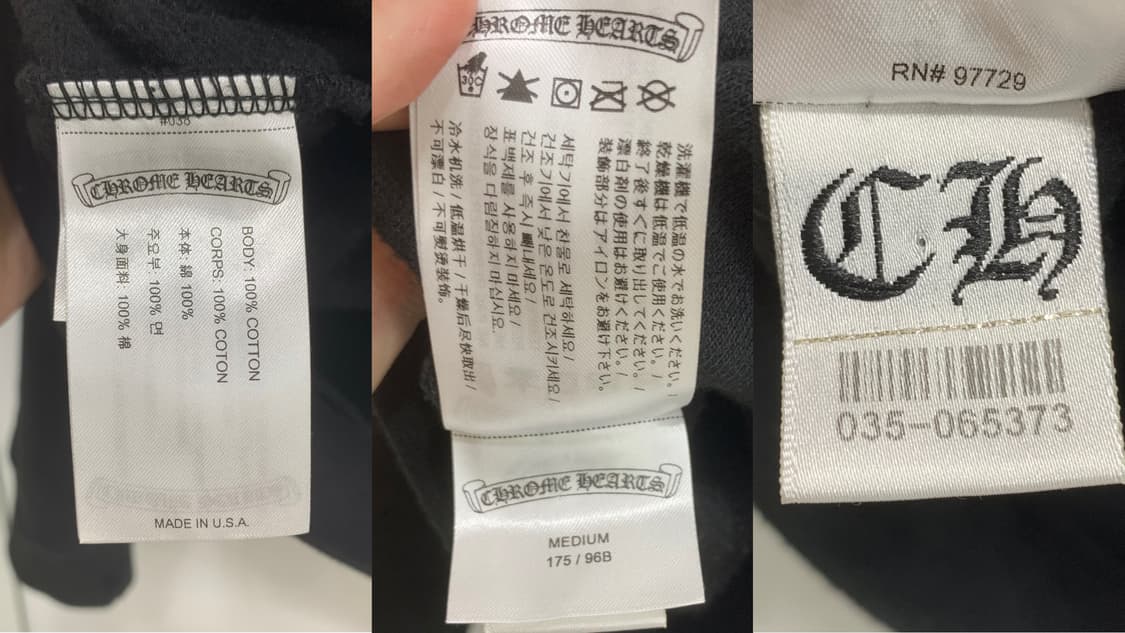 #038
CHROME HEARTS
BODY: 100% COTTON
CORPS: 100% COTON
本体: 綿 100%
주요부: 100% 면
大身面料: 100% 棉
MADE IN U.S.A.
CHROME HEARTS
30C
洗濯機で低温の水でお洗いください。/
乾燥機は低温でご使用ください。/
終了後すぐに取り出してください。/
漂白剤の使用はお避けください。/
装飾部分はアイロンをお避け下さい。
세탁기에서 찬물로 세탁하세요/
건조기에서 낮은 온도로 건조시키세요/
건조 후 즉시 빼내세요/
표백제를 사용하지 마세요/
장식을 다림질하지 마십시요.
冷水机洗/低温烘干/干燥后尽快取出/
不可漂白/不可熨烫装饰。
CHROME HEARTS
MEDIUM
175 / 96B
RN# 97729
CH
035-065373